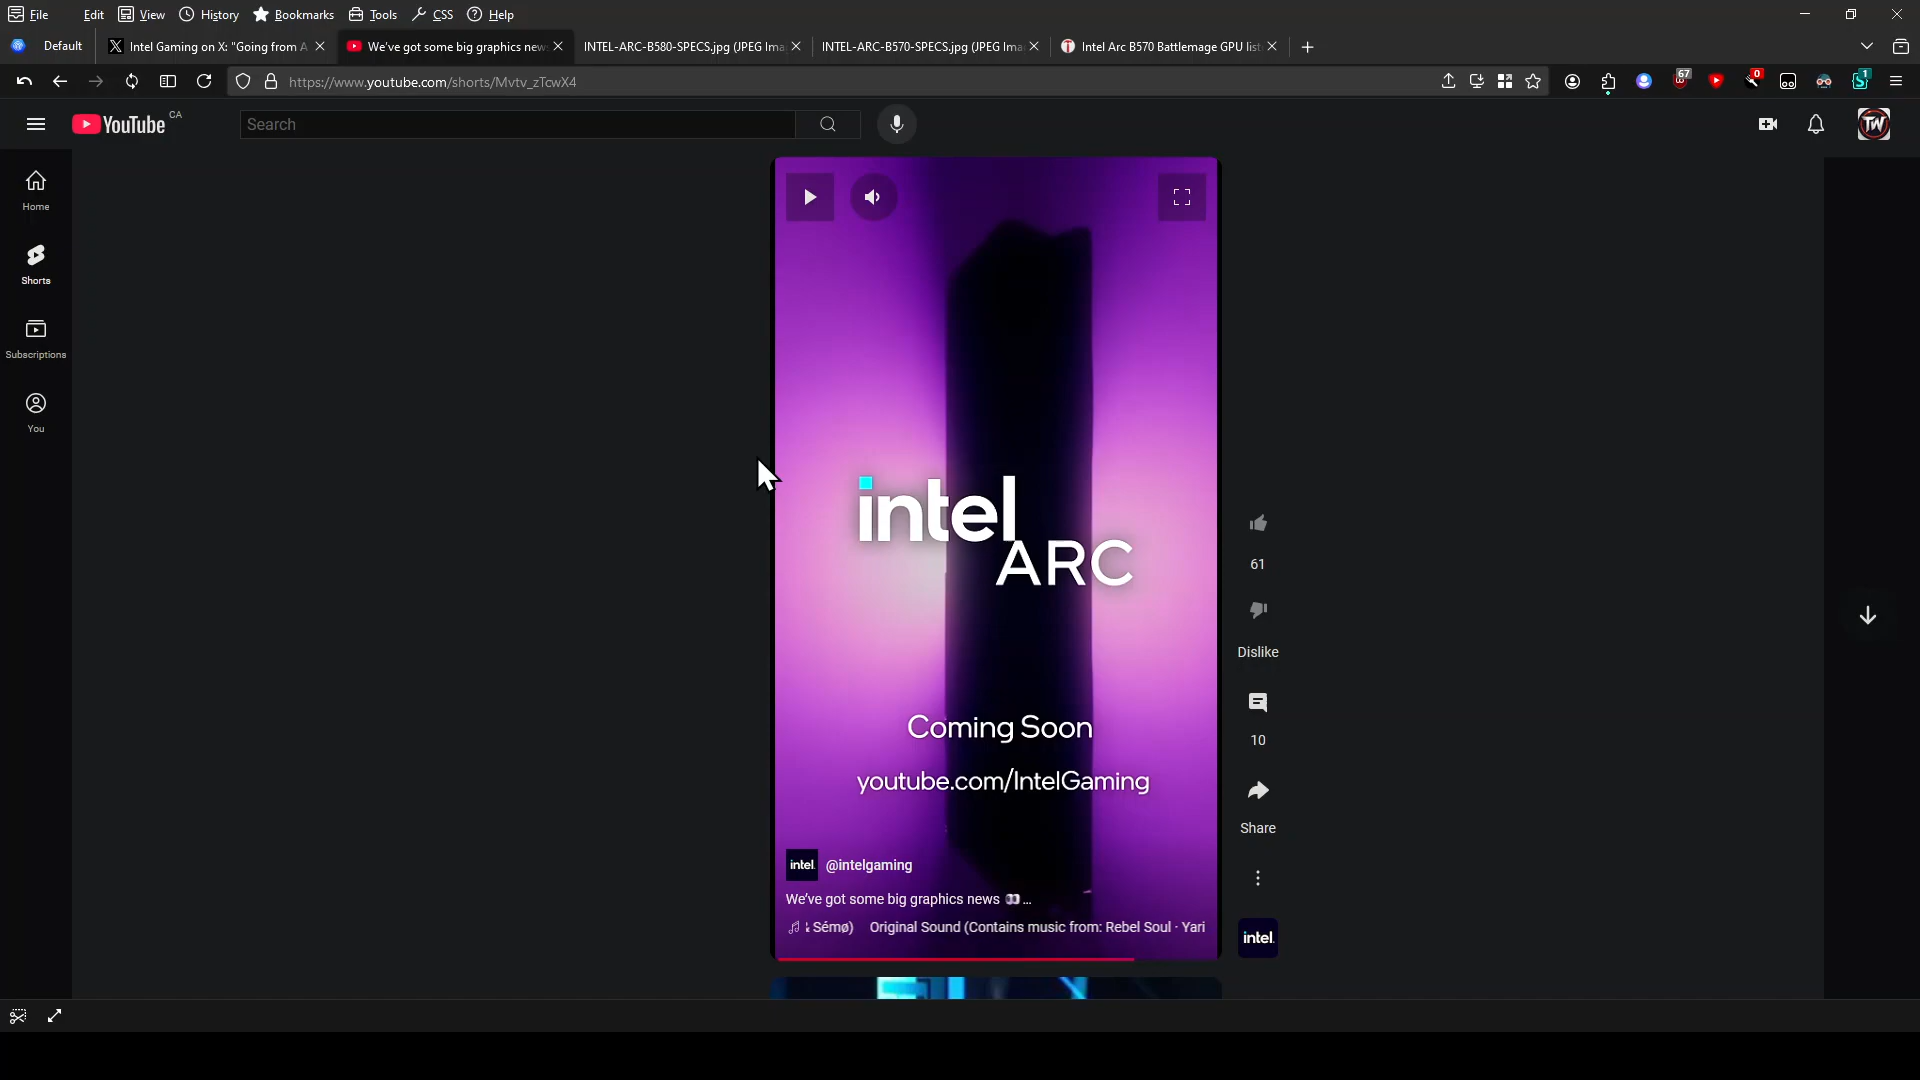 File Edit View History Bookmarks Tools CSS Help
Default Intel Gaming on X: "Going from A We've got some big graphics new INTEL-ARC-B580-SPECS.jpg (JPEG Ima INTEL-ARC-B570-SPECS.jpg (JPEG Ima Intel Arc B570 Battlemage GPU list
https://www.youtube.com/shorts/Mvtv_zTcwX4 67 0 1
YouTube CA Search TW
Home
Shorts
Subscriptions
You
intel
ARC
61
Dislike
Coming Soon
10
youtube.com/IntelGaming
Share
intel. @intelgaming
We've got some big graphics news 👀 ...
Sémø) Original Sound (Contains music from: Rebel Soul · Yari
intel.